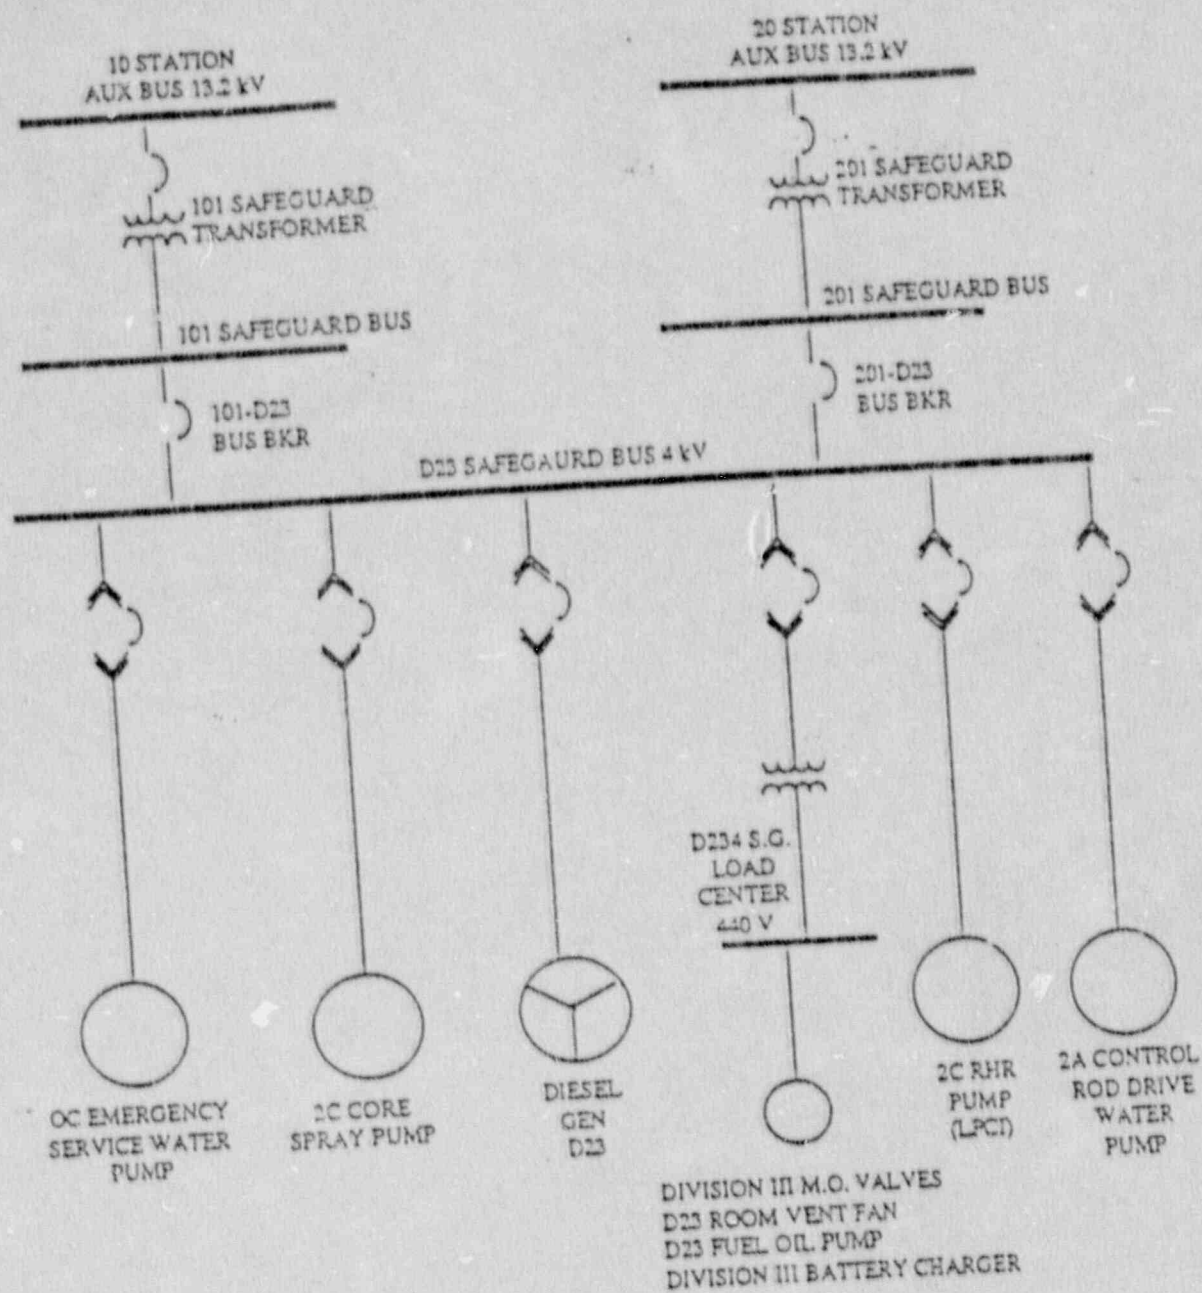 10 STATION
AUX BUS 13.2 kV
20 STATION
AUX BUS 13.2 kV
101 SAFEGUARD
TRANSFORMER
201 SAFEGUARD
TRANSFORMER
101 SAFEGUARD BUS
201 SAFEGUARD BUS
101-D23
BUS BKR
201-D23
BUS BKR
D23 SAFEGAURD BUS 4 kV
D234 S.G.
LOAD
CENTER
440 V
OC EMERGENCY
SERVICE WATER
PUMP
2C CORE
SPRAY PUMP
DIESEL
GEN
D23
DIVISION III M.O. VALVES
D23 ROOM VENT FAN
D23 FUEL OIL PUMP
DIVISION III BATTERY CHARGER
2C RHR
PUMP
(LPCI)
2A CONTROL
ROD DRIVE
WATER
PUMP